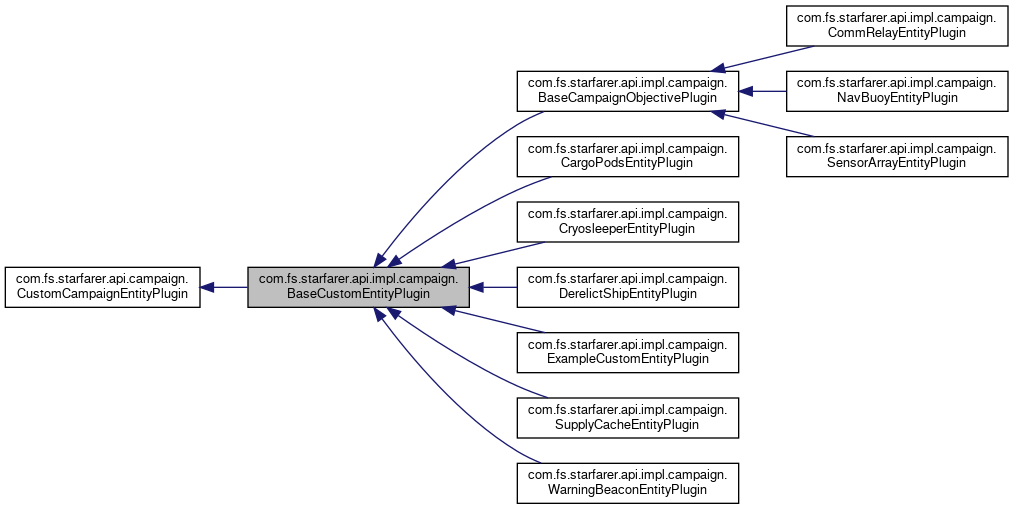 com.fs.starfarer.api.impl.campaign.
CommRelayEntityPlugin
com.fs.starfarer.api.impl.campaign.
BaseCampaignObjectivePlugin
com.fs.starfarer.api.impl.campaign.
NavBuoyEntityPlugin
com.fs.starfarer.api.impl.campaign.
SensorArrayEntityPlugin
com.fs.starfarer.api.impl.campaign.
CargoPodsEntityPlugin
com.fs.starfarer.api.impl.campaign.
CryosleeperEntityPlugin
com.fs.starfarer.api.campaign.
CustomCampaignEntityPlugin
com.fs.starfarer.api.impl.campaign.
BaseCustomEntityPlugin
com.fs.starfarer.api.impl.campaign.
DerelictShipEntityPlugin
com.fs.starfarer.api.impl.campaign.
ExampleCustomEntityPlugin
com.fs.starfarer.api.impl.campaign.
SupplyCacheEntityPlugin
com.fs.starfarer.api.impl.campaign.
WarningBeaconEntityPlugin